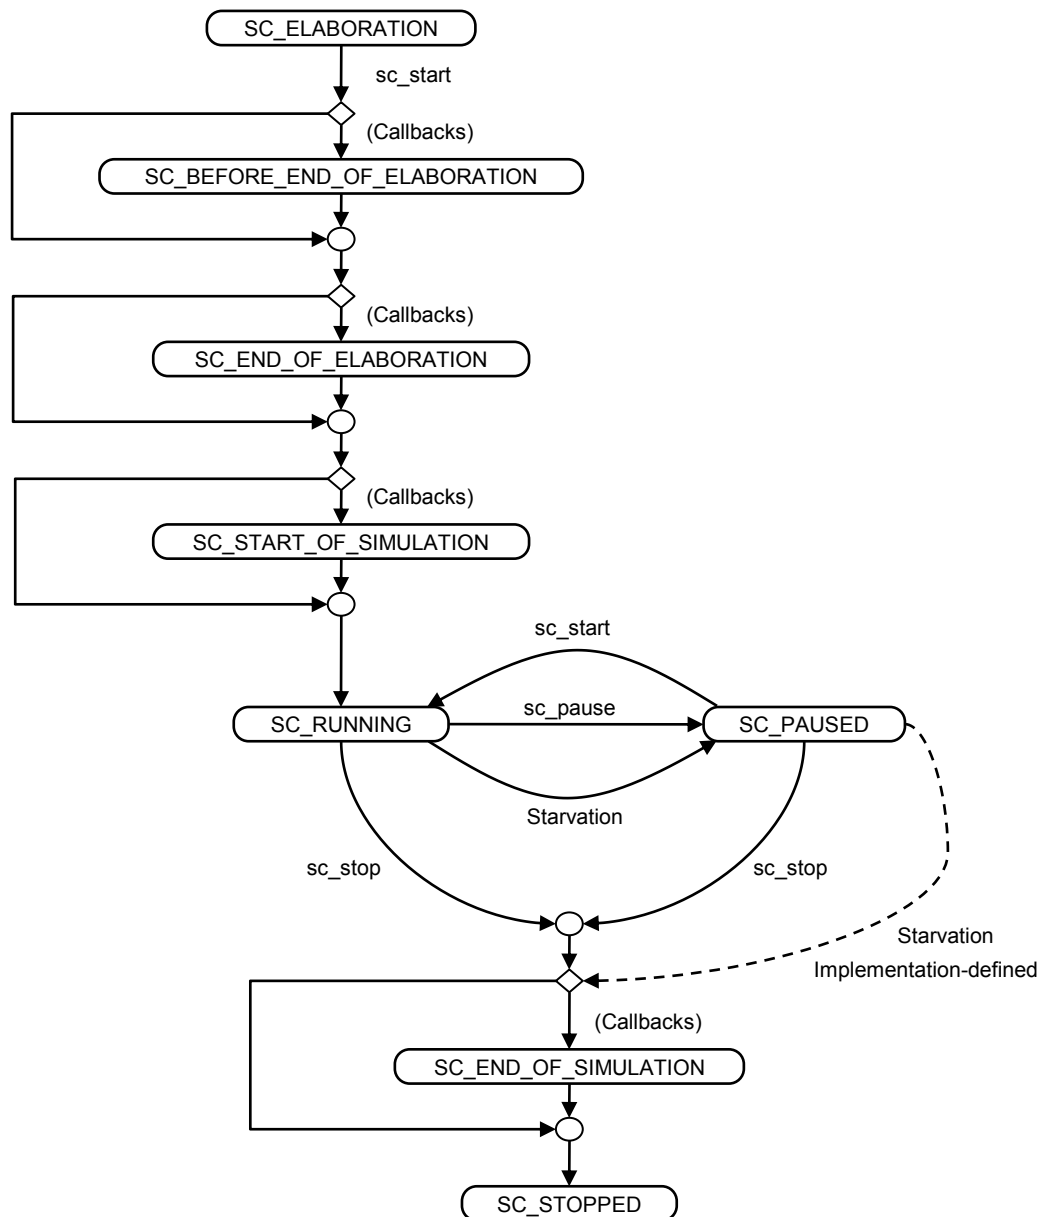 SC_ELABORATION
sc_start
(Callbacks)
SC_BEFORE_END_OF_ELABORATION
(Callbacks)
SC_END_OF_ELABORATION
(Callbacks)
SC_START_OF_SIMULATION
sc_start
sc_pause
SC_RUNNING
SC_PAUSED
Starvation
sc_stop
sc_stop
Starvation
Implementation-defined
(Callbacks)
SC_END_OF_SIMULATION
SC_STOPPED